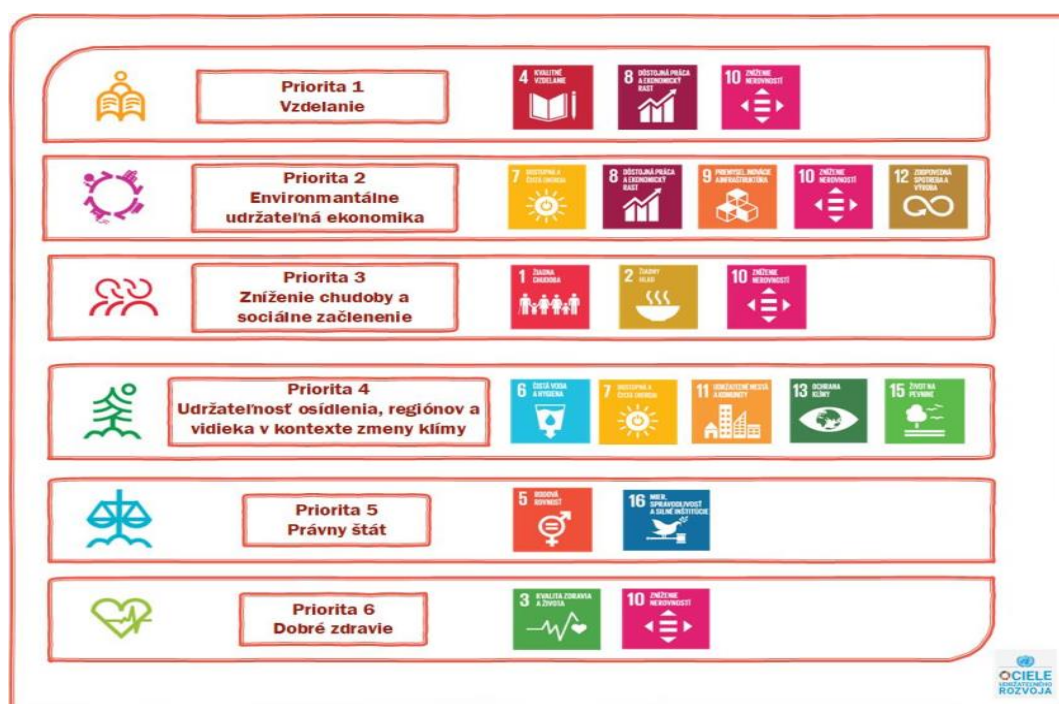 Priorita 1
Vzdelanie
4 KVALITNÉ
VZDELANIE
8 DÔSTOJNÁ PRÁCA
A EKONOMICKÝ
RAST
10 ZNÍŽENIE
NEROVNOSTÍ
Priorita 2
Environmantálne
udržateľná ekonomika
7 DOSTUPNÁ A
ČISTÁ ENERGIA
8 DÔSTOJNÁ PRÁCA
A EKONOMICKÝ
RAST
9 PRIEMYSEL, INOVÁCIE
A INFRAŠTRUKTÚRA
10 ZNÍŽENIE
NEROVNOSTÍ
12 ZODPOVEDNÁ
SPOTREBA A
VÝROBA
Priorita 3
Zníženie chudoby a
sociálne začlenenie
1 ŽIADNA
CHUDOBA
2 ŽIADNY
HLAD
10 ZNÍŽENIE
NEROVNOSTÍ
Priorita 4
Udržateľnosť osídlenia, regiónov a
vidieka v kontexte zmeny klímy
6 ČISTÁ VODA
A HYGIENA
7 DOSTUPNÁ A
ČISTÁ ENERGIA
11 UDRŽATEĽNÉ MESTÁ
A KOMUNITY
13 OCHRANA
KLÍMY
15 ŽIVOT NA
PEVNINE
Priorita 5
Právny štát
5 RODOVÁ
ROVNOSŤ
16 MIER,
SPRAVODLIVOSŤ
A SILNÉ INŠTITÚCIE
Priorita 6
Dobré zdravie
3 KVALITA ZDRAVIA
A ŽIVOTA
10 ZNÍŽENIE
NEROVNOSTÍ
CIELE
UDRŽATEĽNÉHO
ROZVOJA